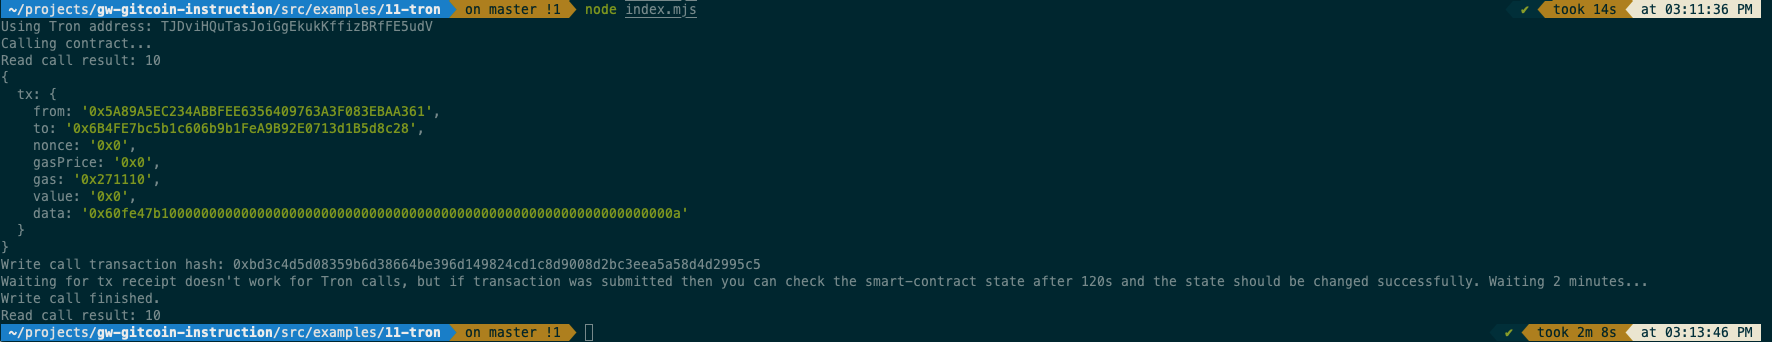 ~/projects/gw-gitcoin-instruction/src/examples/11-tron on master !1 node index.mjs ✔ took 14s at 03:11:36 PM
Using Tron address: TJDviHQuTasJoiGgEkukKffizBRfFE5udV
Calling contract...
Read call result: 10
{
tx: {
from: '0x5A89A5EC234ABBFEE6356409763A3F083EBAA361',
to: '0x6B4FE7bc5b1c606b9b1FeA9B92E0713d1B5d8c28',
nonce: '0x0',
gasPrice: '0x0',
gas: '0x271110',
value: '0x0',
data: '0x60fe47b1000000000000000000000000000000000000000000000000000000000000000a'
}
}
Write call transaction hash: 0xbd3c4d5d08359b6d38664be396d149824cd1c8d9008d2bc3eea5a58d4d2995c5
Waiting for tx receipt doesn't work for Tron calls, but if transaction was submitted then you can check the smart-contract state after 120s and the state should be changed successfully. Waiting 2 minutes...
Write call finished.
Read call result: 10
~/projects/gw-gitcoin-instruction/src/examples/11-tron on master !1 ✔ took 2m 8s at 03:13:46 PM